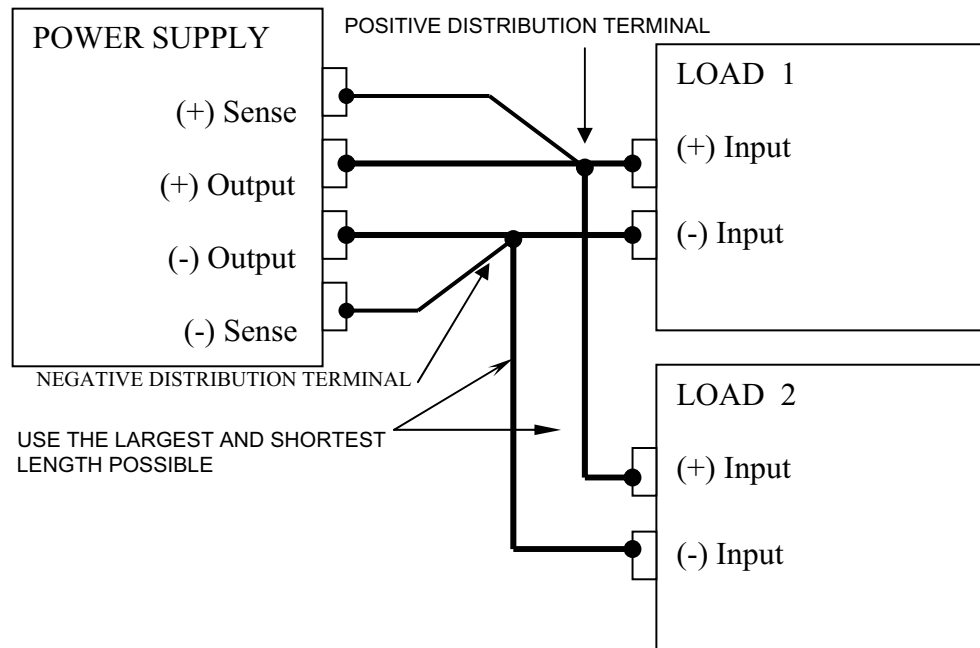 POWER SUPPLY
(+) Sense
(+) Output
(-) Output
(-) Sense
POSITIVE DISTRIBUTION TERMINAL
LOAD 1
(+) Input
(-) Input
NEGATIVE DISTRIBUTION TERMINAL
USE THE LARGEST AND SHORTEST
LENGTH POSSIBLE
LOAD 2
(+) Input
(-) Input